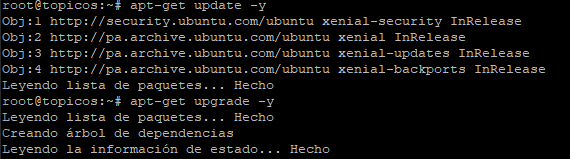 root@topicos:~# apt-get update -y
Obj:1 http://security.ubuntu.com/ubuntu xenial-security InRelease
Obj:2 http://pa.archive.ubuntu.com/ubuntu xenial InRelease
Obj:3 http://pa.archive.ubuntu.com/ubuntu xenial-updates InRelease
Obj:4 http://pa.archive.ubuntu.com/ubuntu xenial-backports InRelease
Leyendo lista de paquetes... Hecho
root@topicos:~# apt-get upgrade -y
Leyendo lista de paquetes... Hecho
Creando árbol de dependencias
Leyendo la información de estado... Hecho